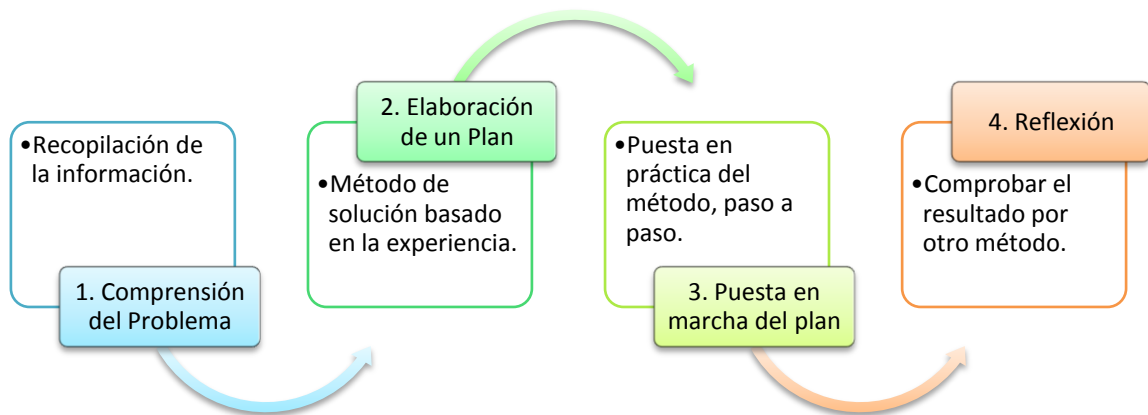 •Recopilación de
la información.
1. Comprensión
del Problema
2. Elaboración
de un Plan
•Método de
solución basado
en la experiencia.
•Puesta en
práctica del
método, paso a
paso.
3. Puesta en
marcha del plan
4. Reflexión
•Comprobar el
resultado por
otro método.